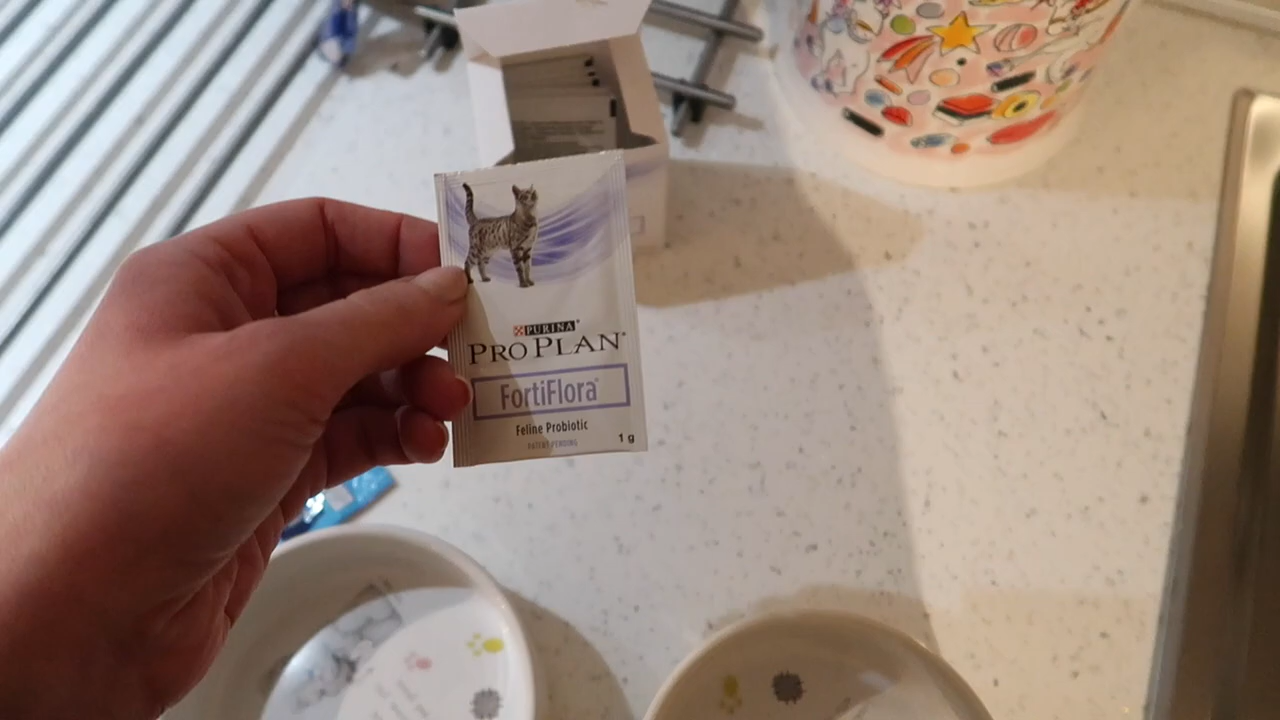 PURINA®
PRO PLAN®
FortiFlora®
Feline Probiotic
PATENT PENDING
1 g